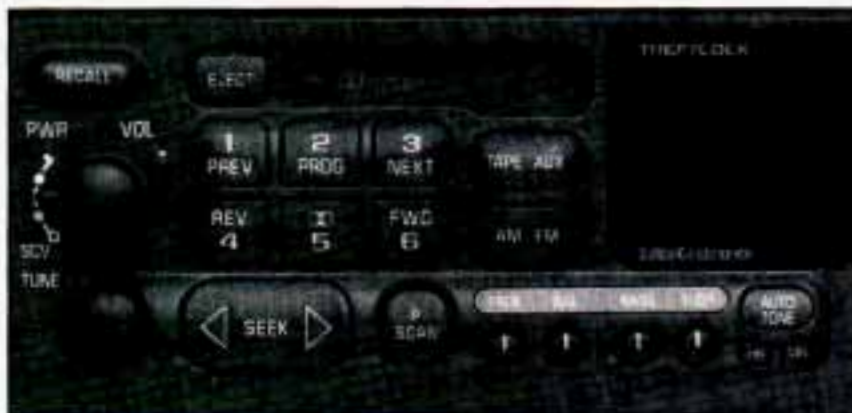 THEFTLOCK
RECALL
EJECT
PWR VOL
1 2 3
PREV PROG NEXT
TAPE AUX
REV FWD
4 5 6
AM FM
SCV
TUNE
SEEK
P
SCAN
AUTO
TONE